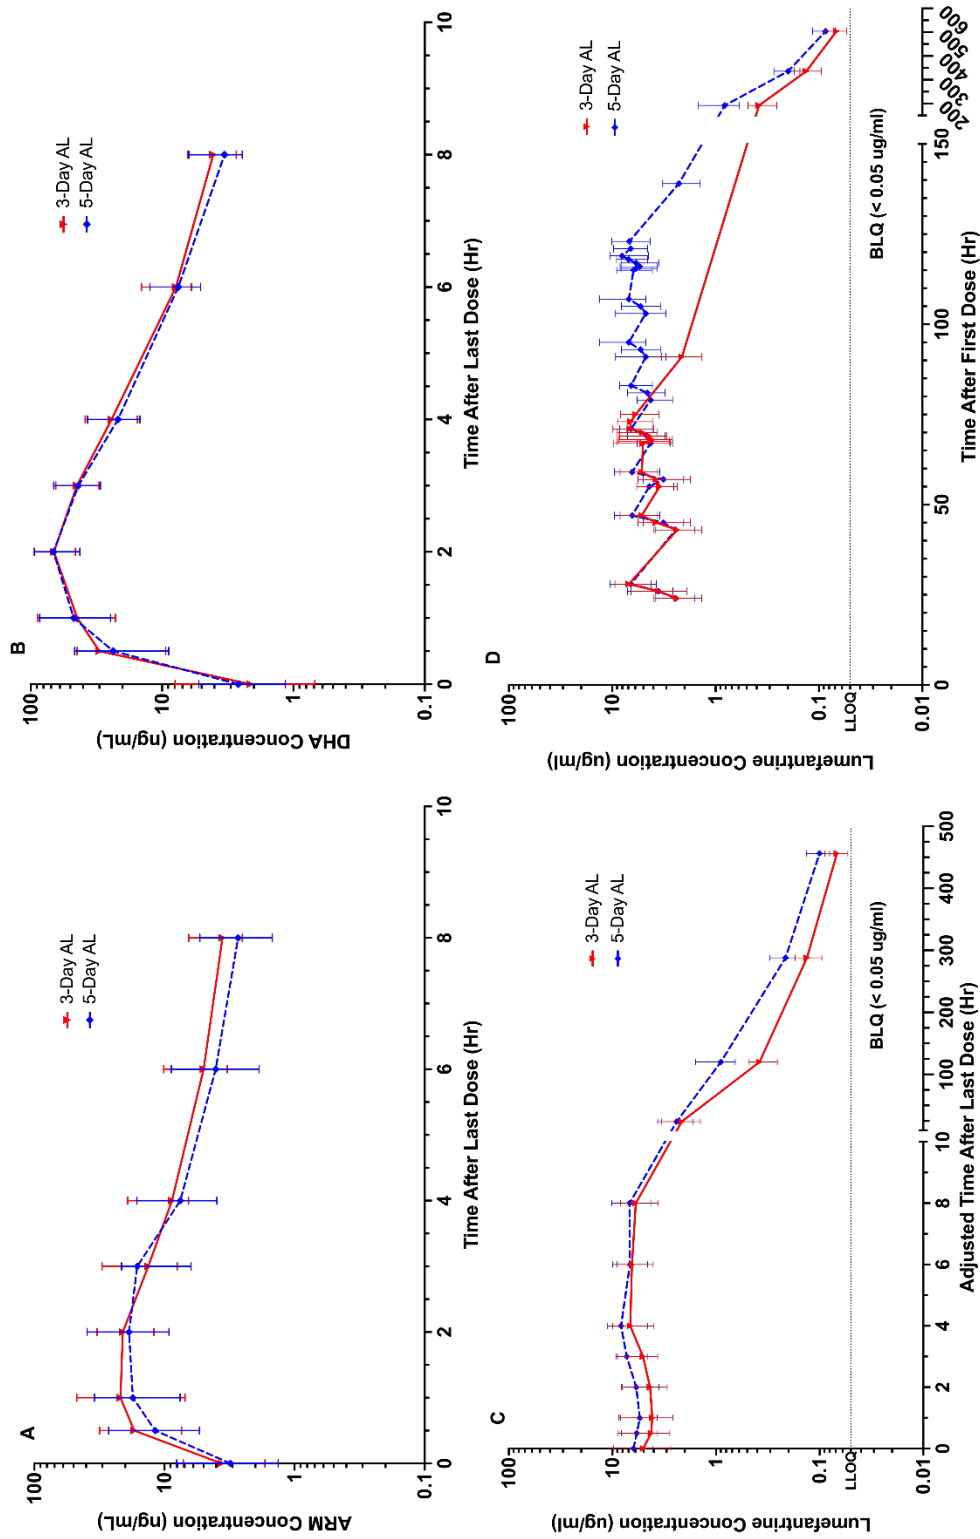 A
100
10
1
0.1
ARM Concentration (ng/mL)
0
2
4
6
8
10
Time After Last Dose (Hr)
3-Day AL
5-Day AL
B
100
10
1
0.1
DHA Concentration (ng/mL)
0
2
4
6
8
10
Time After Last Dose (Hr)
3-Day AL
5-Day AL
C
100
10
1
0.1
LLOQ
0.01
Lumefantrine Concentration (ug/ml)
0
2
4
6
8
10
100
200
300
400
500
Adjusted Time After Last Dose (Hr)
3-Day AL
5-Day AL
BLQ (< 0.05 ug/ml)
D
100
10
1
0.1
LLOQ
0.01
Lumefantrine Concentration (ug/ml)
0
50
100
150
200
300
400
500
600
Time After First Dose (Hr)
3-Day AL
5-Day AL
BLQ (< 0.05 ug/ml)